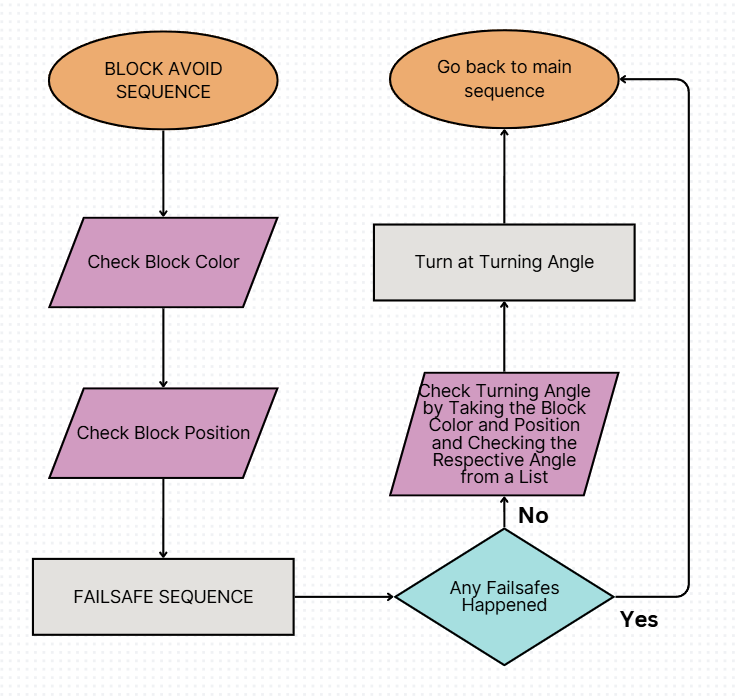 BLOCK AVOID
SEQUENCE
Check Block Color
Check Block Position
FAILSAFE SEQUENCE
Any Failsafes
Happened
No
Yes
Check Turning Angle
by Taking the Block
Color and Position
and Checking the
Respective Angle
from a List
Turn at Turning Angle
Go back to main
sequence